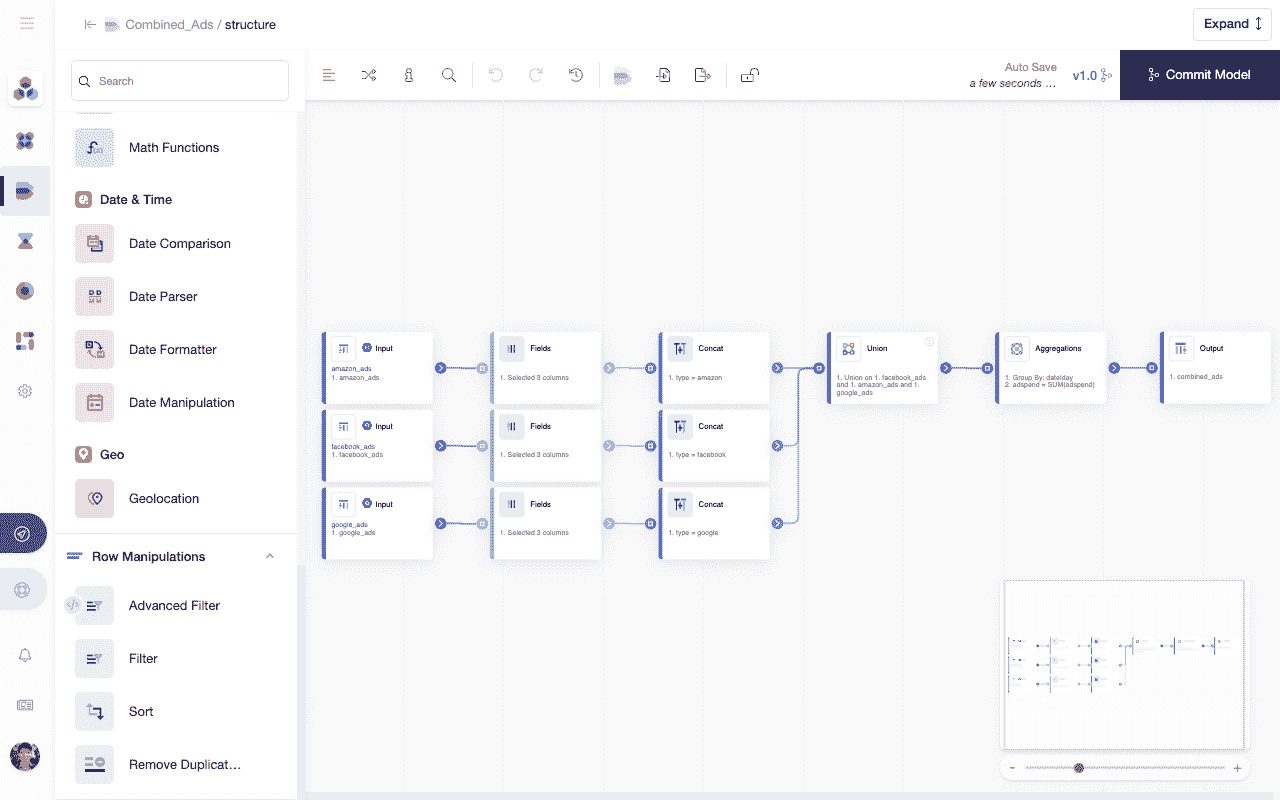 Combined_Ads / structure
Expand
Search
Auto Save
a few seconds ...
v1.0
Commit Model
Math Functions
Date & Time
Date Comparison
Date Parser
Date Formatter
Date Manipulation
Geo
Geolocation
Row Manipulations
Advanced Filter
Filter
Sort
Remove Duplicat...
Input
amazon_ads
1. amazon_ads
Fields
1. Selected 3 columns
Concat
1. type = amazon
Union
1. Union on 1. facebook_ads
and 1. amazon_ads and 1.
google_ads
Aggregations
1. Group By: date|day
2. adspend = SUM(adspend)
Output
1. combined_ads
Input
facebook_ads
1. facebook_ads
Fields
1. Selected 3 columns
Concat
1. type = facebook
Input
google_ads
1. google_ads
Fields
1. Selected 3 columns
Concat
1. type = google